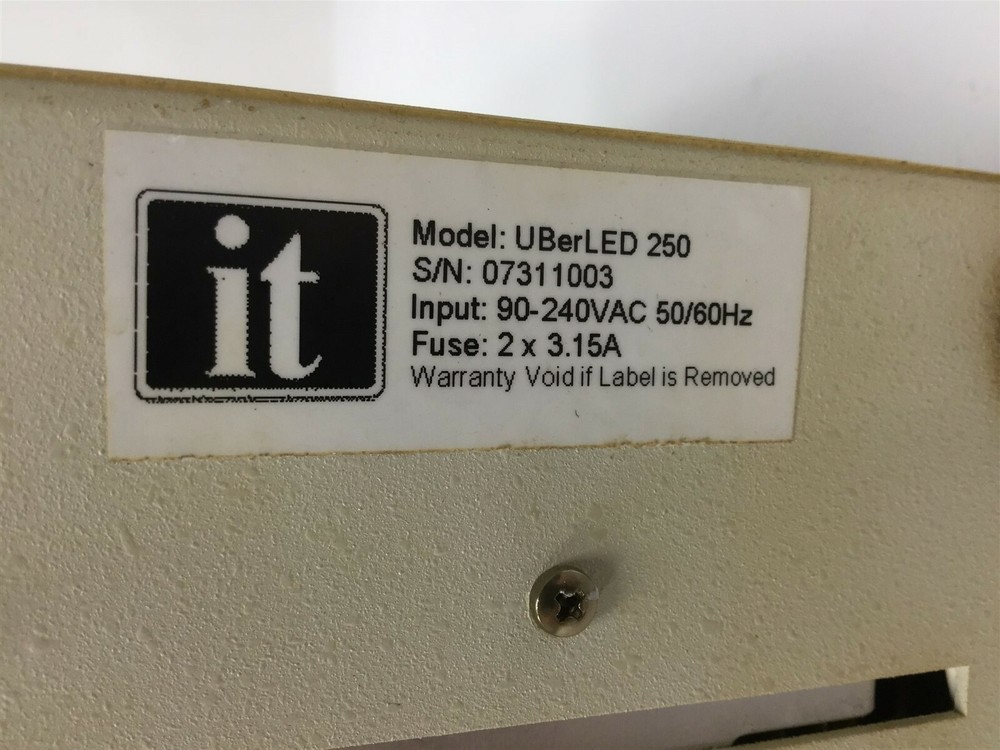 it
Model: UBerLED 250
S/N: 07311003
Input: 90-240VAC 50/60Hz
Fuse: 2 x 3.15A
Warranty Void if Label is Removed